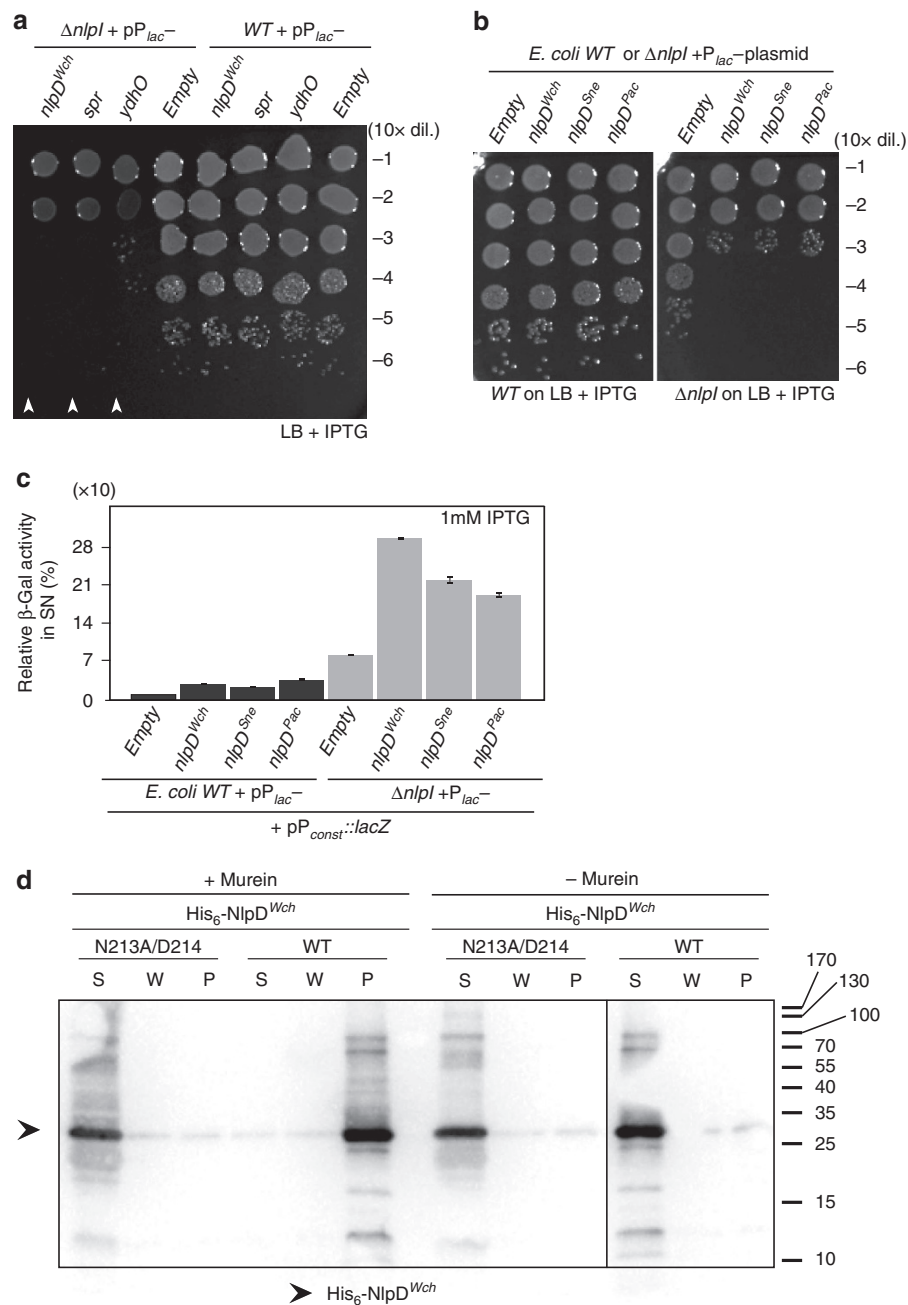 a
ΔnlpI + pPlac– WT + pPlac–
nlpDWch spr ydhO Empty nlpDWch spr ydhO Empty
(10× dil.)
–1
–2
–3
–4
–5
–6
LB + IPTG
b
E. coli WT or ΔnlpI +Plac–plasmid
Empty nlpDWch nlpDSne nlpDPac Empty nlpDWch nlpDSne nlpDPac
(10× dil.)
–1
–2
–3
–4
–5
–6
WT on LB + IPTG ΔnlpI on LB + IPTG
c
(×10)
1mM IPTG
Relative β-Gal activity
in SN (%)
28
21
14
7
0
Empty nlpDWch nlpDSne nlpDPac Empty nlpDWch nlpDSne nlpDPac
E. coli WT + pPlac– ΔnlpI +Plac–
+ pPconst::lacZ
d
+ Murein – Murein
His6-NlpDWch His6-NlpDWch
N213A/D214 WT N213A/D214 WT
S W P S W P S W P S W P
170
130
100
70
55
40
35
25
15
10
His6-NlpDWch